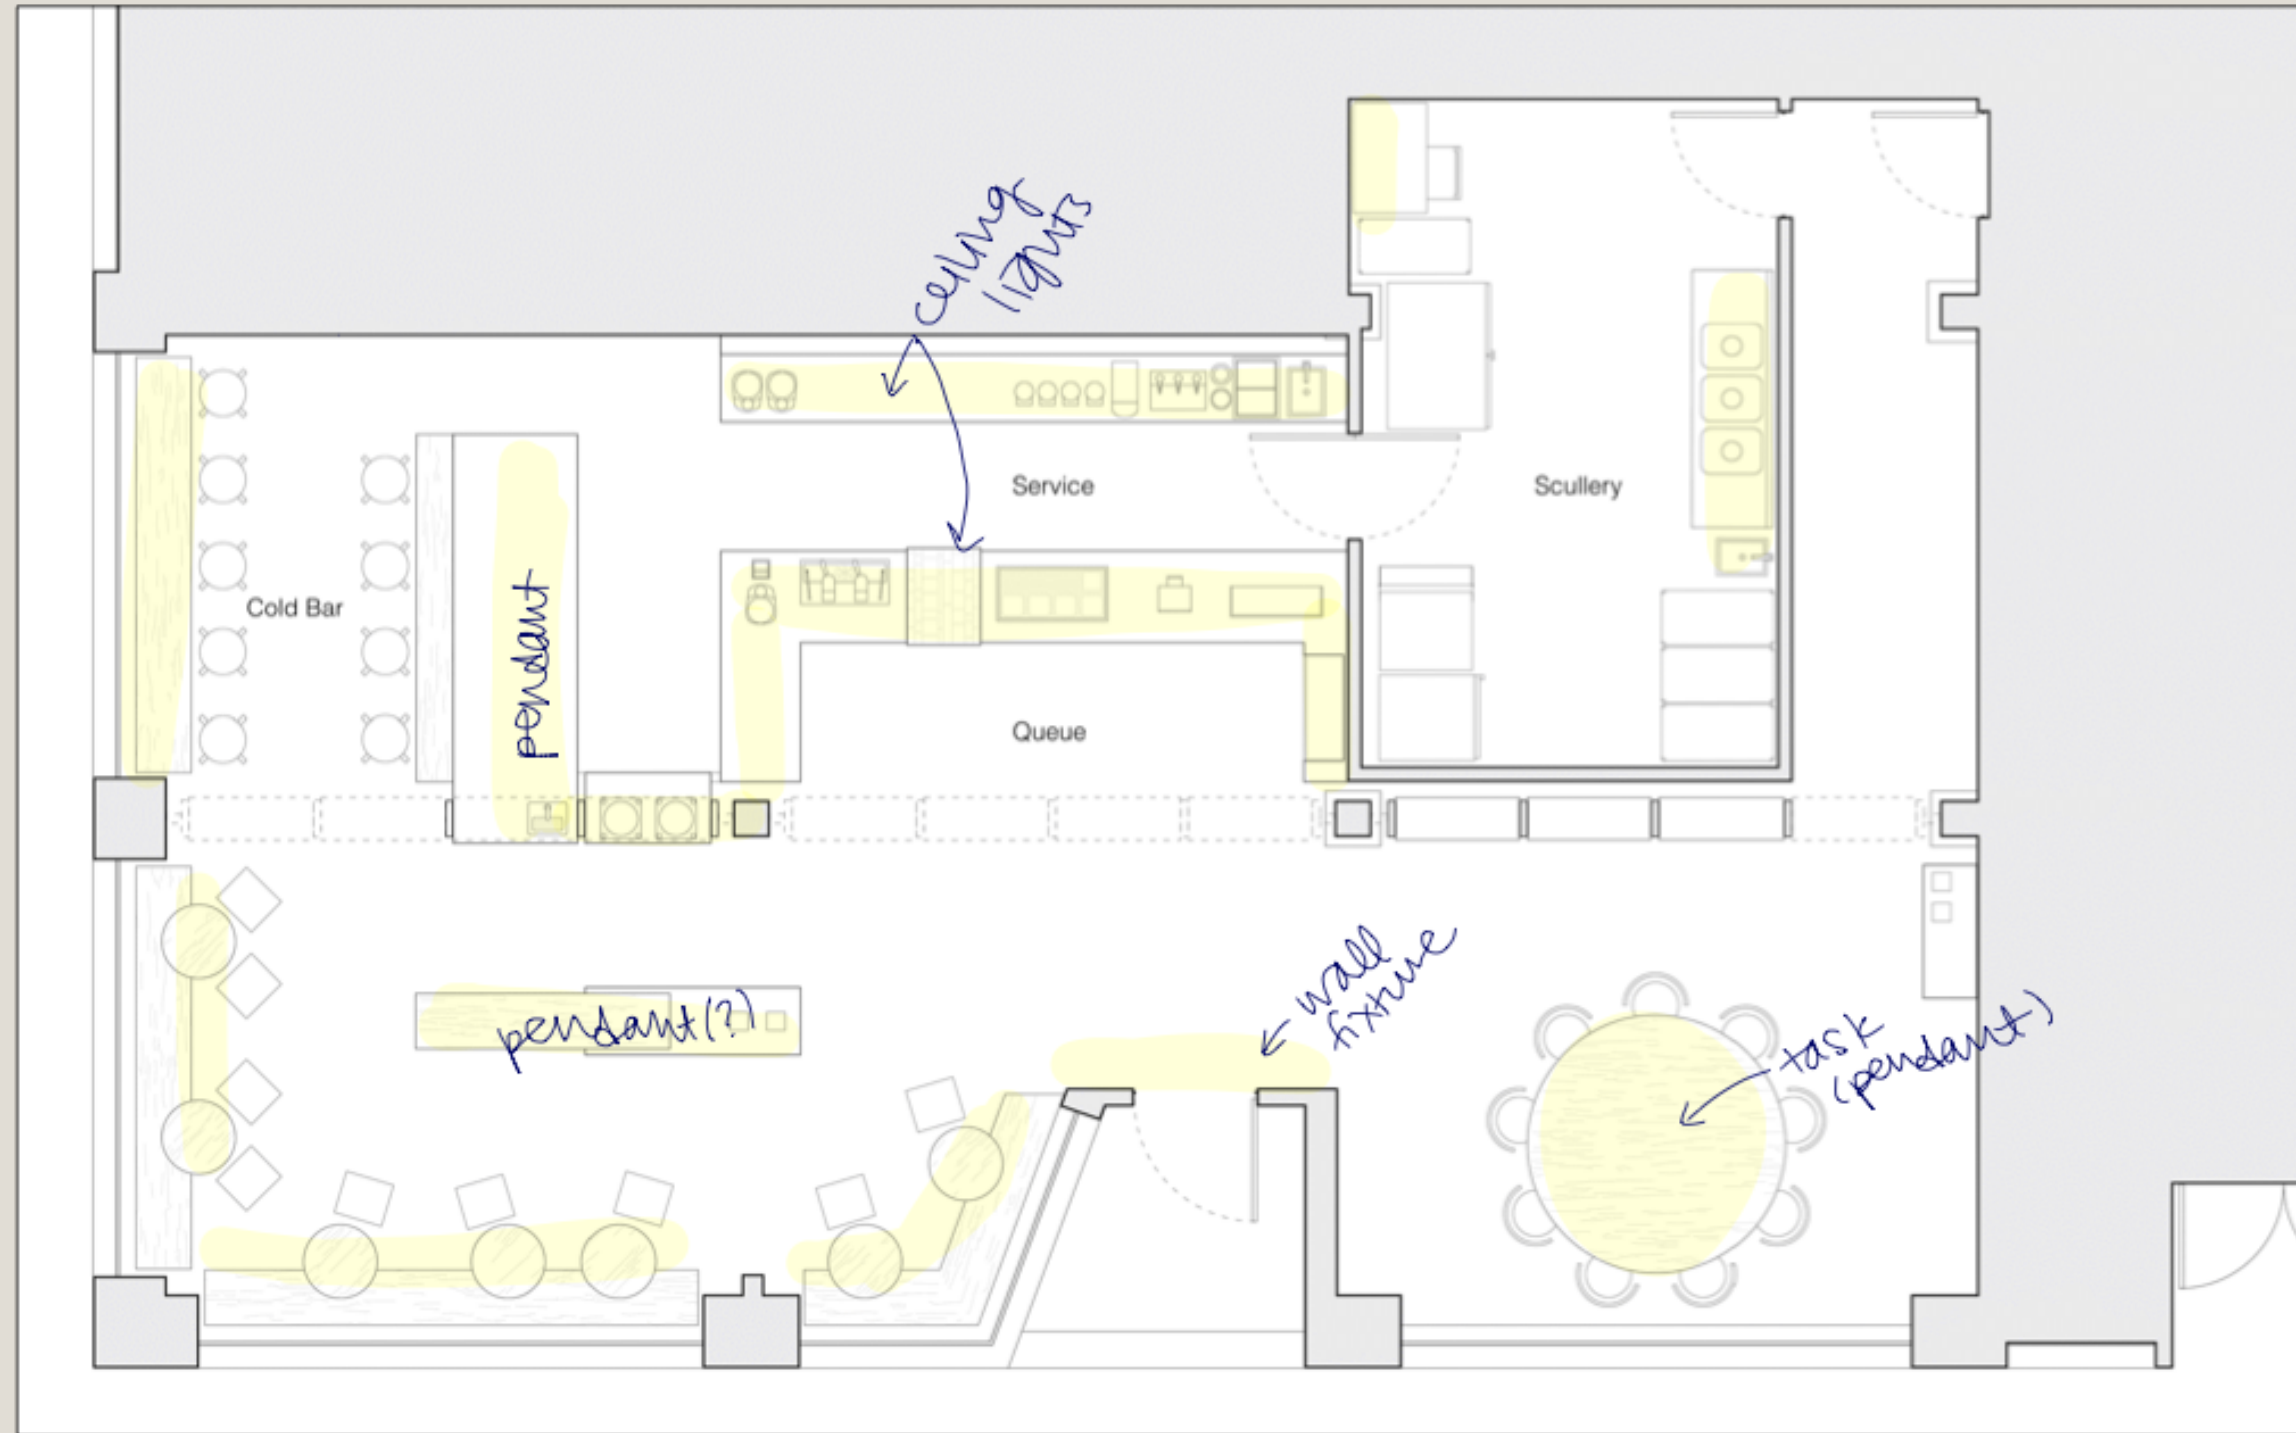 ceiling
lights
Service
Scullery
Cold Bar
pendant
Queue
pendant(?)
wall
fixture
task
(pendant)